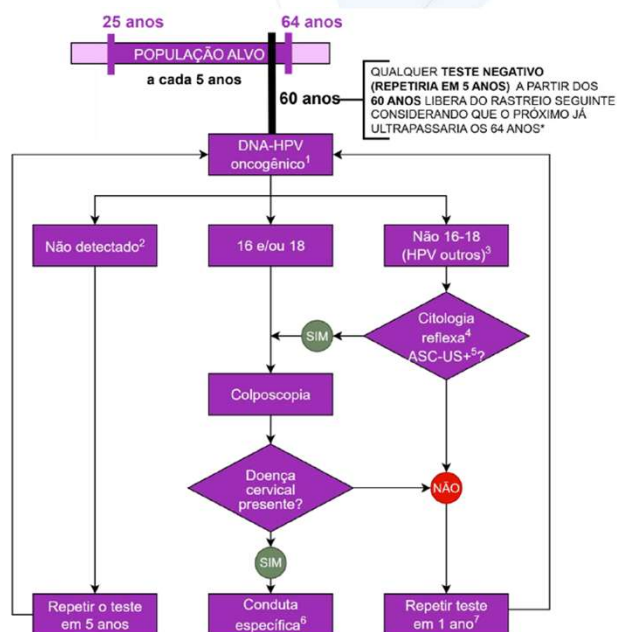 25 anos
64 anos
POPULAÇÃO ALVO
a cada 5 anos
60 anos
QUALQUER TESTE NEGATIVO
(REPETIRIA EM 5 ANOS) A PARTIR DOS
60 ANOS LIBERA DO RASTREIO SEGUINTE
CONSIDERANDO QUE O PRÓXIMO JÁ
ULTRAPASSARIA OS 64 ANOS*
DNA-HPV
oncogênico¹
Não detectado²
16 e/ou 18
Não 16-18
(HPV outros)³
Citologia
reflexa⁴
ASC-US+⁵?
SIM
Colposcopia
Doença
cervical
presente?
NÃO
SIM
Repetir o teste
em 5 anos
Conduta
específica⁶
Repetir teste
em 1 ano⁷